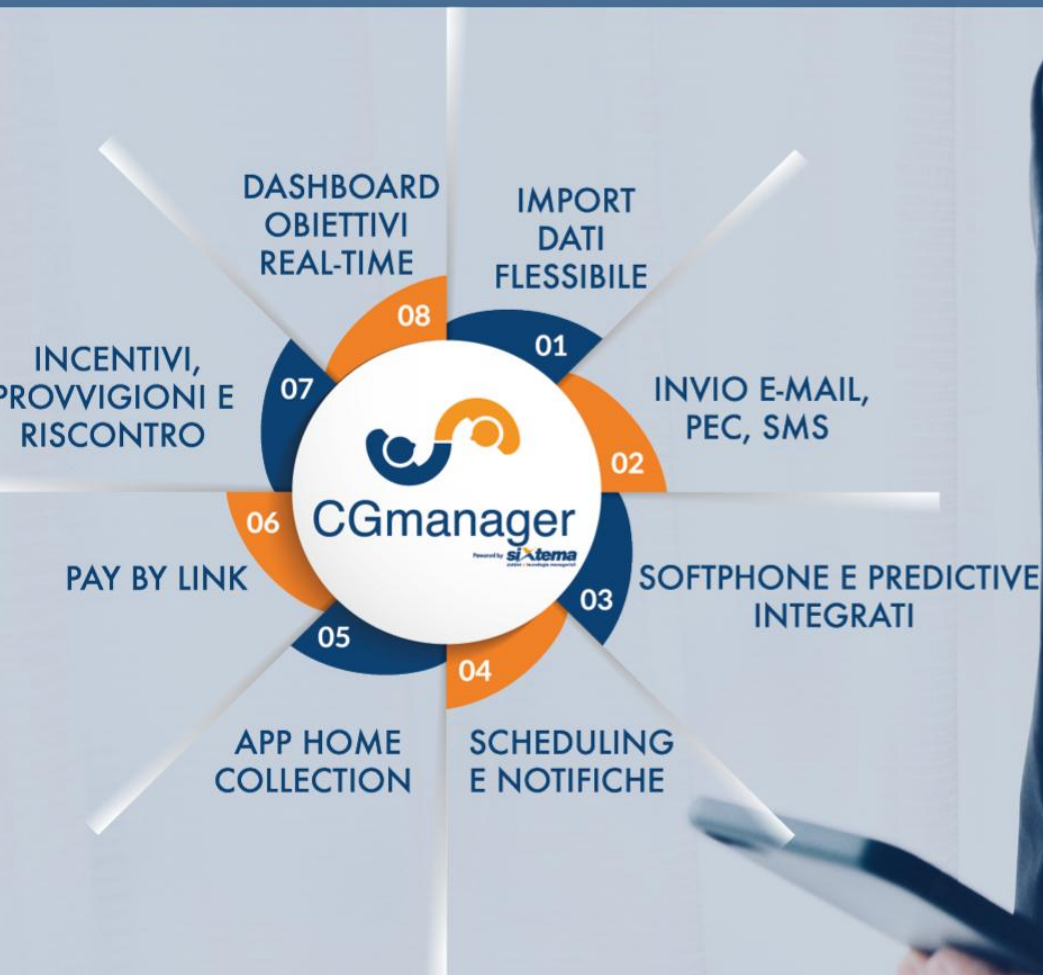 DASHBOARD
OBIETTIVI
REAL-TIME
08
IMPORT
DATI
FLESSIBILE
01
INVIO E-MAIL,
PEC, SMS
02
SOFTPHONE E PREDICTIVE
INTEGRATI
03
SCHEDULING
E NOTIFICHE
04
APP HOME
COLLECTION
05
PAY BY LINK
06
INCENTIVI,
PROVVIGIONI E
RISCONTRO
07
CGmanager
Powered by sixtema